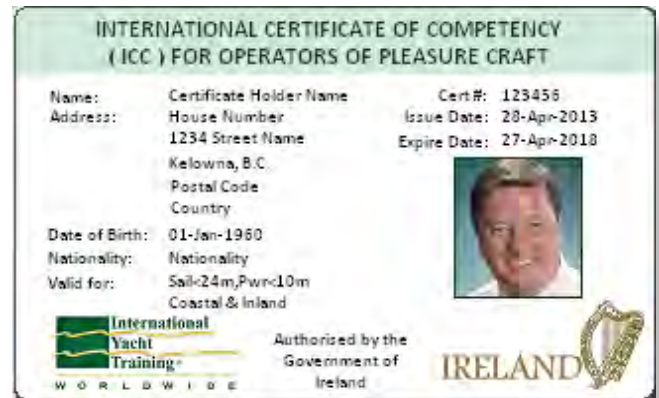 INTERNATIONAL CERTIFICATE OF COMPETENCY
( ICC ) FOR OPERATORS OF PLEASURE CRAFT
Name: Certificate Holder Name
Address: House Number
1234 Street Name
Kelowna, B.C.
Postal Code
Country
Date of Birth: 01-Jan-1960
Nationality: Nationality
Valid for: Sail<24m,Pwr<10m
Coastal & Inland
Cert#: 123456
Issue Date: 28-Apr-2013
Expire Date: 27-Apr-2018
International
Yacht
Training
WORLDWIDE
Authorised by the
Government of
Ireland
IRELAND